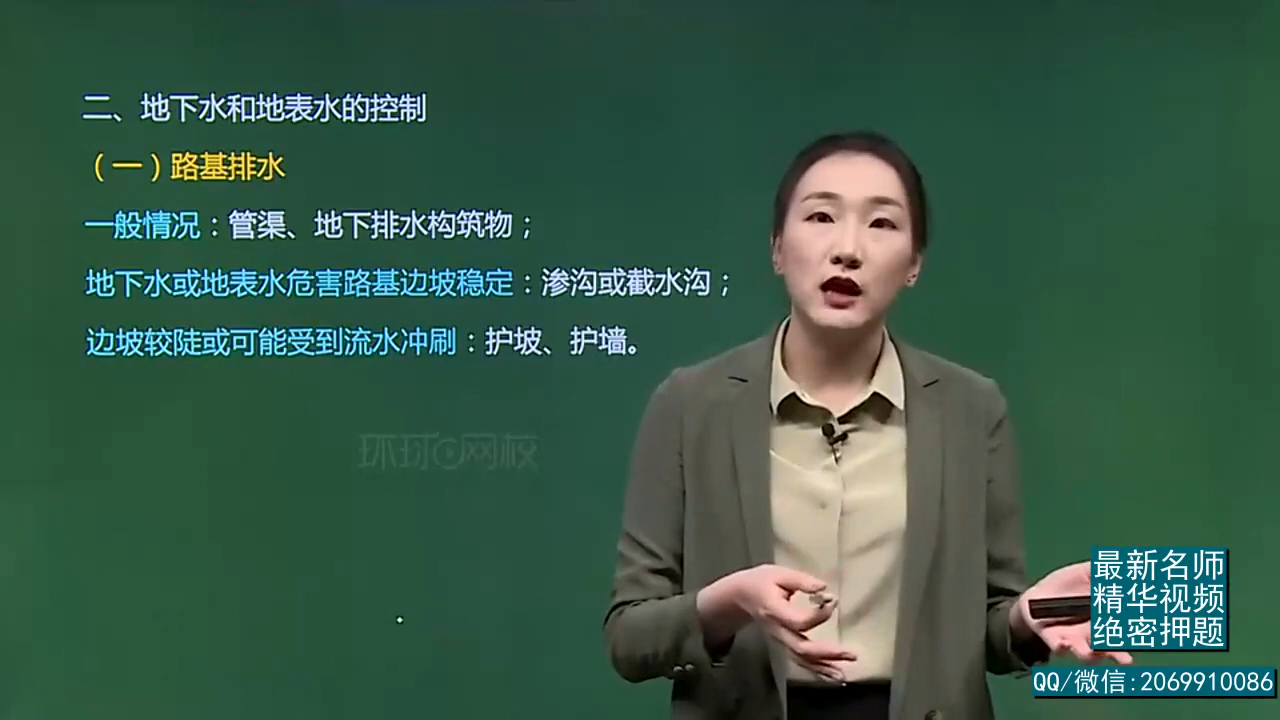 二、地下水和地表水的控制
（一）路基排水
一般情况：管渠、地下排水构筑物；
地下水或地表水危害路基边坡稳定：渗沟或截水沟；
边坡较陡或可能受到流水冲刷：护坡、护墙。
环球网校
最新名师
精华视频
绝密押题
QQ/微信:2069910086